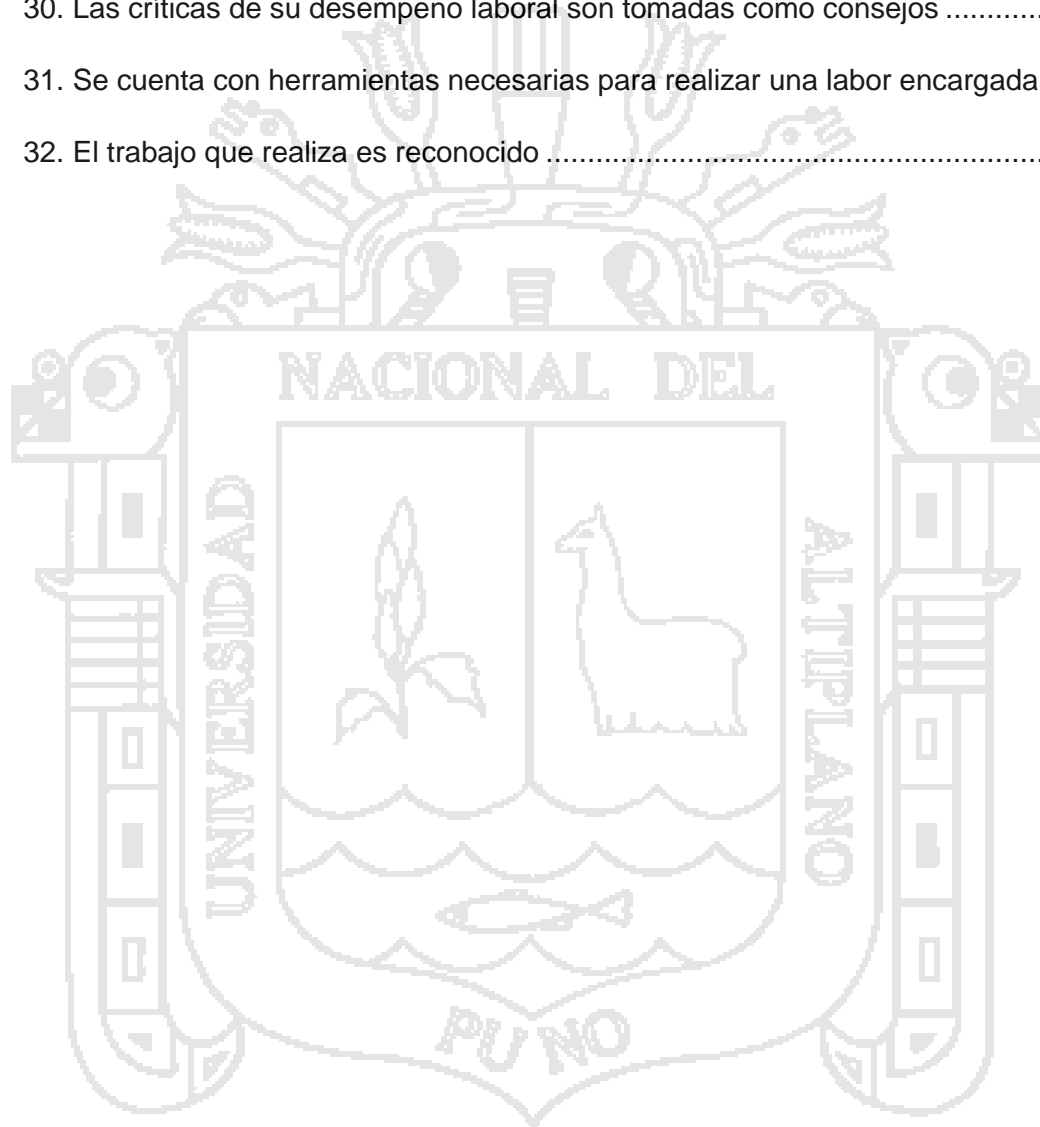 30. Las críticas de su desempeño laboral son tomadas como consejos ............
31. Se cuenta con herramientas necesarias para realizar una labor encargada
32. El trabajo que realiza es reconocido ......................................................................
NACIONAL DEL
UNIVERSIDAD
ALTIPLANO
PUNO